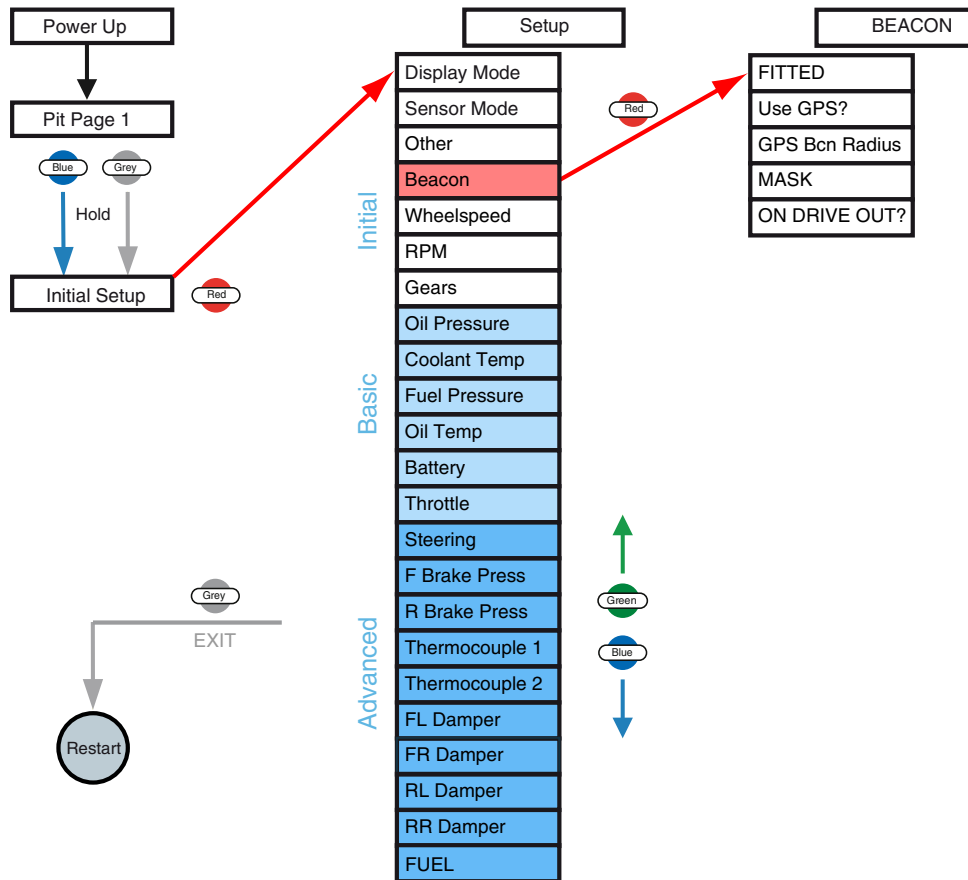 Power Up
Pit Page 1
Blue
Grey
Hold
Initial Setup
Red
Grey
EXIT
Restart
Setup
Initial
Basic
Advanced
Display Mode
Sensor Mode
Other
Beacon
Wheelspeed
RPM
Gears
Oil Pressure
Coolant Temp
Fuel Pressure
Oil Temp
Battery
Throttle
Steering
F Brake Press
R Brake Press
Thermocouple 1
Thermocouple 2
FL Damper
FR Damper
RL Damper
RR Damper
FUEL
Red
Green
Blue
BEACON
FITTED
Use GPS?
GPS Bcn Radius
MASK
ON DRIVE OUT?